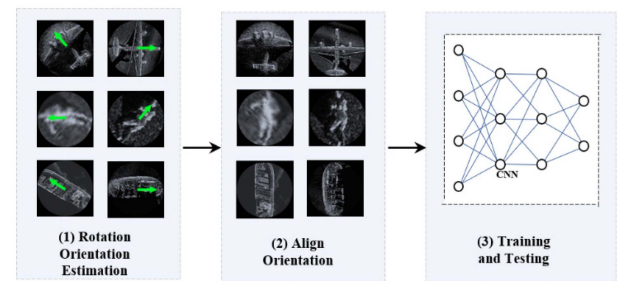 (1) Rotation
Orientation
Estimation
(2) Align
Orientation
CNN
(3) Training
and Testing